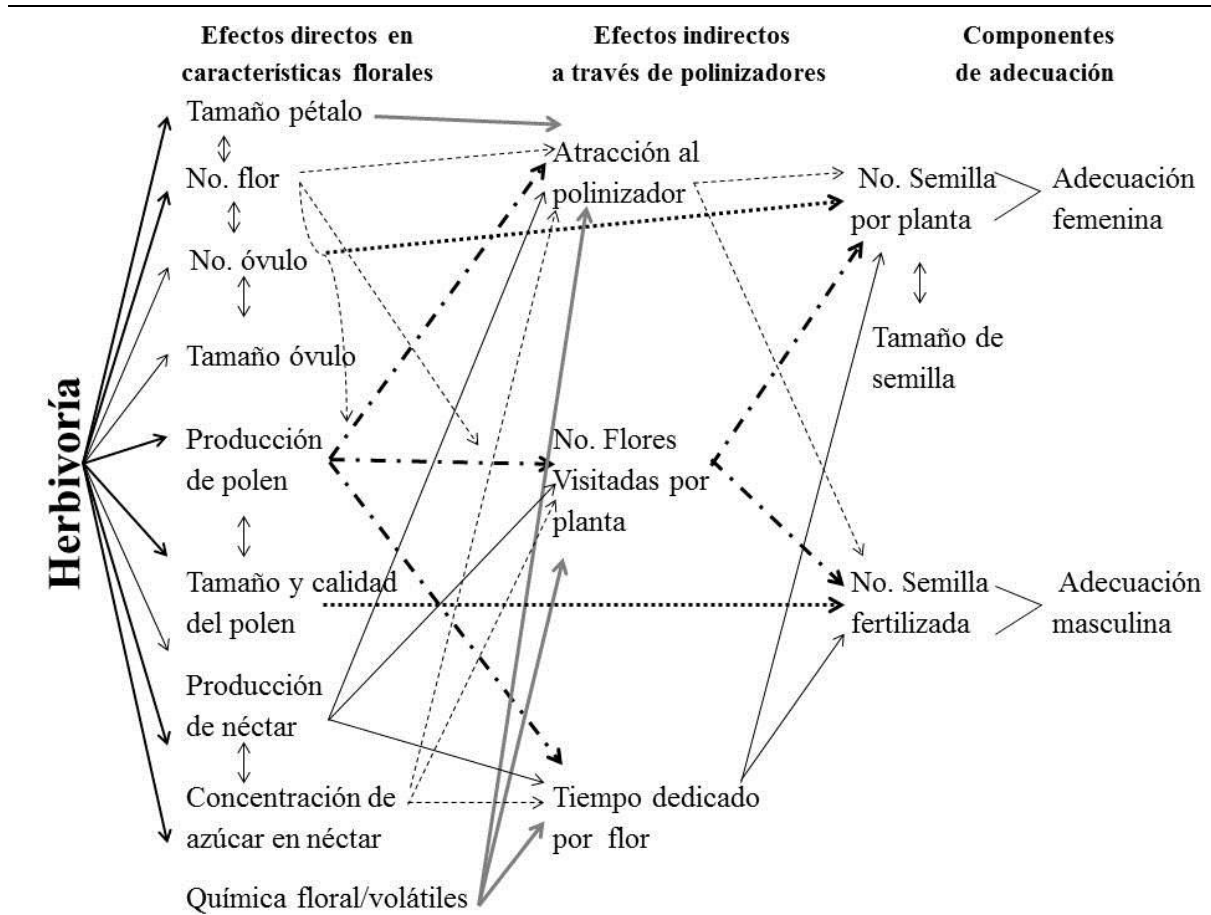 Efectos directos en
características florales
Efectos indirectos
a través de polinizadores
Componentes
de adecuación
Herbivoría
Tamaño pétalo
No. flor
No. óvulo
Tamaño óvulo
Producción
de polen
Tamaño y calidad
del polen
Producción
de néctar
Concentración de
azúcar en néctar
Química floral/volátiles
Atracción al
polinizador
No. Flores
Visitadas por
planta
Tiempo dedicado
por flor
No. Semilla
por planta
Tamaño de
semilla
No. Semilla
fertilizada
Adecuación
femenina
Adecuación
masculina